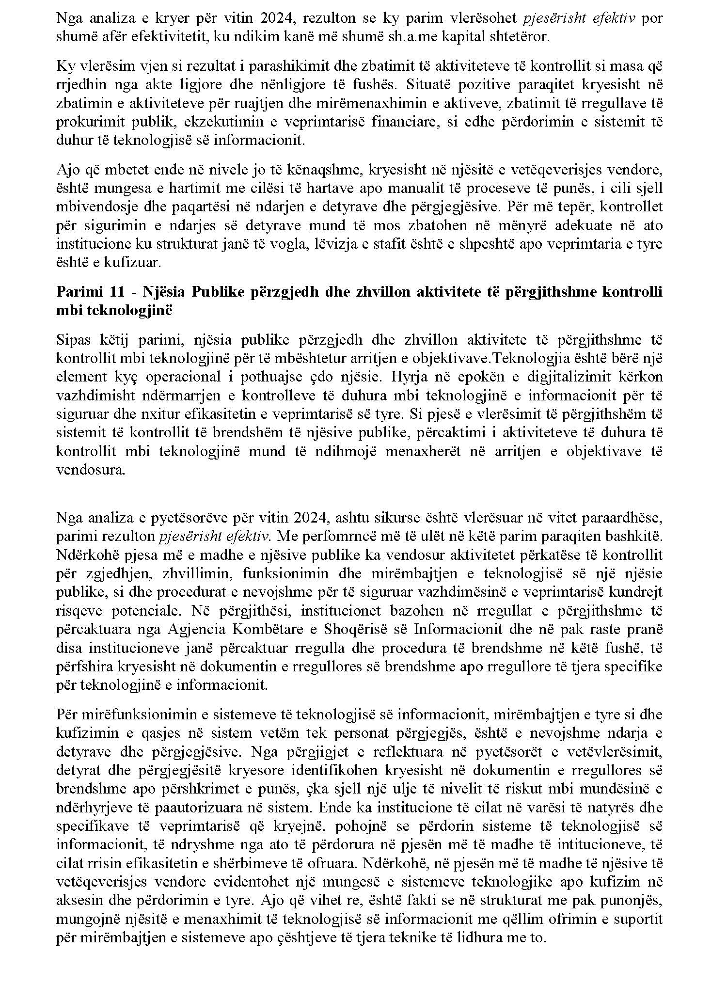 Nga analiza e kryer për vitin 2024, rezulton se ky parim vlerësohet pjesërisht efektiv por
shumë afër efektivitetit, ku ndikim kanë më shumë sh.a.me kapital shtetëror.
Ky vlerësim vjen si rezultat i parashikimit dhe zbatimit të aktiviteteve të kontrollit si masa që
rrjedhin nga akte ligjore dhe nënligjore të fushës. Situatë pozitive paraqitet kryesisht në
zbatimin e aktiviteteve për ruajtjen dhe mirëmenaxhimin e aktiveve, zbatimit të rregullave të
prokurimit publik, ekzekutimin e veprimtarisë financiare, si edhe përdorimin e sistemit të
duhur të teknologjisë së informacionit.
Ajo që mbetet ende në nivele jo të kënaqshme, kryesisht në njësitë e vetëqeverisjes vendore,
është mungesa e hartimit me cilësi të hartave apo manualit të proceseve të punës, i cili sjell
mbivendosje dhe paqartësi në ndarjen e detyrave dhe përgjegjësive. Për më tepër, kontrollet
për sigurimin e ndarjes së detyrave mund të mos zbatohen në mënyrë adekuate në ato
institucione ku strukturat janë të vogla, lëvizja e stafit është e shpeshtë apo veprimtaria e tyre
është e kufizuar.
Parimi 11 - Njësia Publike përzgjedh dhe zhvillon aktivitete të përgjithshme kontrolli
mbi teknologjinë
Sipas këtij parimi, njësia publike përzgjedh dhe zhvillon aktivitete të përgjithshme të
kontrollit mbi teknologjinë për të mbështetur arritjen e objektivave.Teknologjia është bërë një
element kyç operacional i pothuajse çdo njësie. Hyrja në epokën e digjitalizimit kërkon
vazhdimisht ndërmarrjen e kontrolleve të duhura mbi teknologjinë e informacionit për të
siguruar dhe nxitur efikasitetin e veprimtarisë së tyre. Si pjesë e vlerësimit të përgjithshëm të
sistemit të kontrollit të brendshëm të njësive publike, përcaktimi i aktiviteteve të duhura të
kontrollit mbi teknologjinë mund të ndihmojë menaxherët në arritjen e objektivave të
vendosura.
Nga analiza e pyetësorëve për vitin 2024, ashtu sikurse është vlerësuar në vitet paraardhëse,
parimi rezulton pjesërisht efektiv. Me perfomrncë më të ulët në këtë parim paraqiten bashkitë.
Ndërkohë pjesa më e madhe e njësive publike ka vendosur aktivitetet përkatëse të kontrollit
për zgjedhjen, zhvillimin, funksionimin dhe mirëmbajtjen e teknologjisë së një njësie
publike, si dhe procedurat e nevojshme për të siguruar vazhdimësinë e veprimtarisë kundrejt
risqeve potenciale. Në përgjithësi, institucionet bazohen në rregullat e përgjithshme të
përcaktuara nga Agjencia Kombëtare e Shoqërisë së Informacionit dhe në pak raste pranë
disa institucioneve janë përcaktuar rregulla dhe procedura të brendshme në këtë fushë, të
përfshira kryesisht në dokumentin e rregullores së brendshme apo rregullore të tjera specifike
për teknologjinë e informacionit.
Për mirëfunksionimin e sistemeve të teknologjisë së informacionit, mirëmbajtjen e tyre si dhe
kufizimin e qasjes në sistem vetëm tek personat përgjegjës, është e nevojshme ndarja e
detyrave dhe përgjegjësive. Nga përgjigjet e reflektuara në pyetësorët e vetëvlerësimit,
detyrat dhe përgjegjësitë kryesore identifikohen kryesisht në dokumentin e rregullores së
brendshme apo përshkrimet e punës, çka sjell një ulje të nivelit të riskut mbi mundësinë e
ndërhyrjeve të paautorizuara në sistem. Ende ka institucione të cilat në varësi të natyrës dhe
specifikave të veprimtarisë që kryejnë, pohojnë se përdorin sisteme të teknologjisë së
informacionit, të ndryshme nga ato të përdorura në pjesën më të madhe të intitucioneve, të
cilat rrisin efikasitetin e shërbimeve të ofruara. Ndërkohë, në pjesën më të madhe të njësive të
vetëqeverisjes vendore evidentohet një mungesë e sistemeve teknologjike apo kufizim në
aksesin dhe përdorimin e tyre. Ajo që vihet re, është fakti se në strukturat me pak punonjës,
mungojnë njësitë e menaxhimit të teknologjisë së informacionit me qëllim ofrimin e suportit
për mirëmbajtjen e sistemeve apo çështjeve të tjera teknike të lidhura me to.